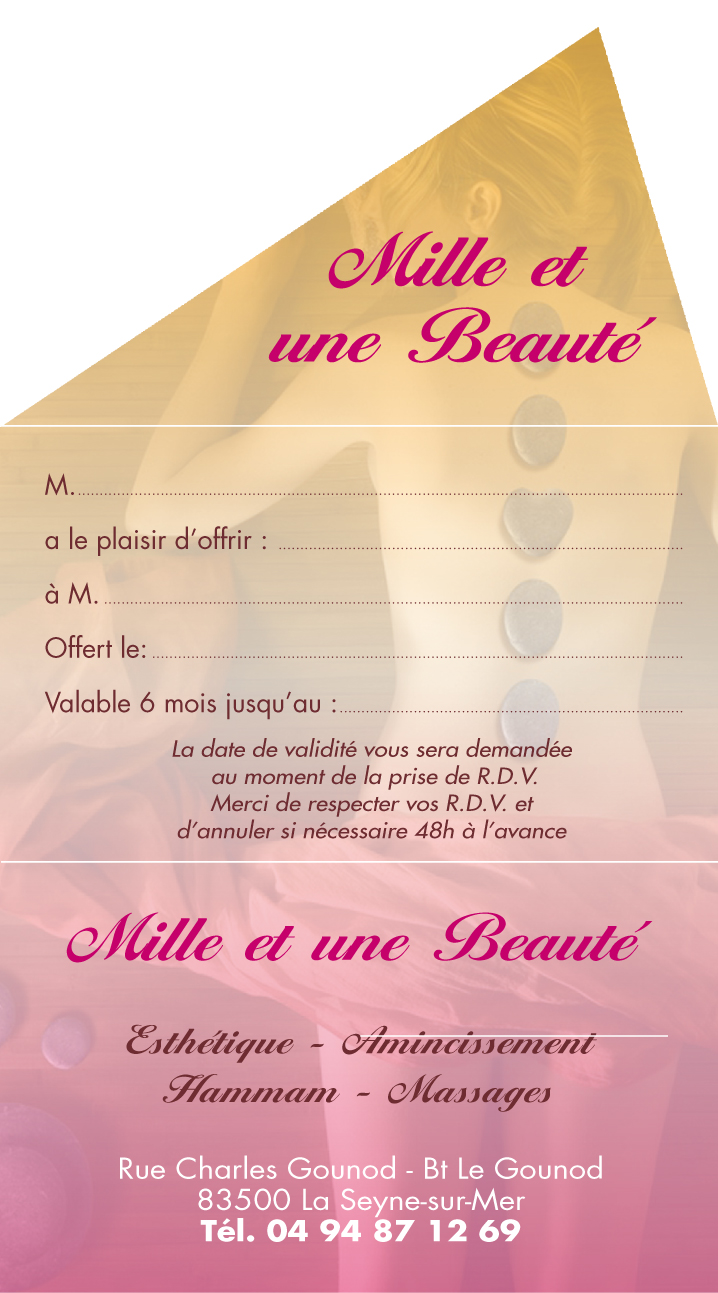 Mille et
une Beauté
M.
a le plaisir d'offrir :
à M.
Offert le:
Valable 6 mois jusqu'au :
La date de validité vous sera demandée
au moment de la prise de R.D.V.
Merci de respecter vos R.D.V. et
d'annuler si nécessaire 48h à l'avance
Mille et une Beauté
Esthétique - Amincissement
Hammam - Massages
Rue Charles Gounod - Bt Le Gounod
83500 La Seyne-sur-Mer
Tél. 04 94 87 12 69